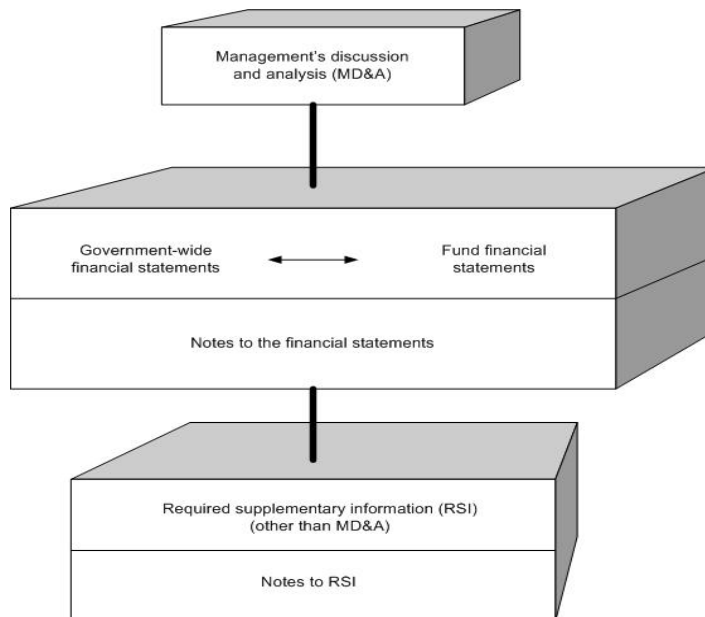 Management's discussion
and analysis (MD&A)
Government-wide
financial statements
Fund financial
statements
Notes to the financial statements
Required supplementary information (RSI)
(other than MD&A)
Notes to RSI